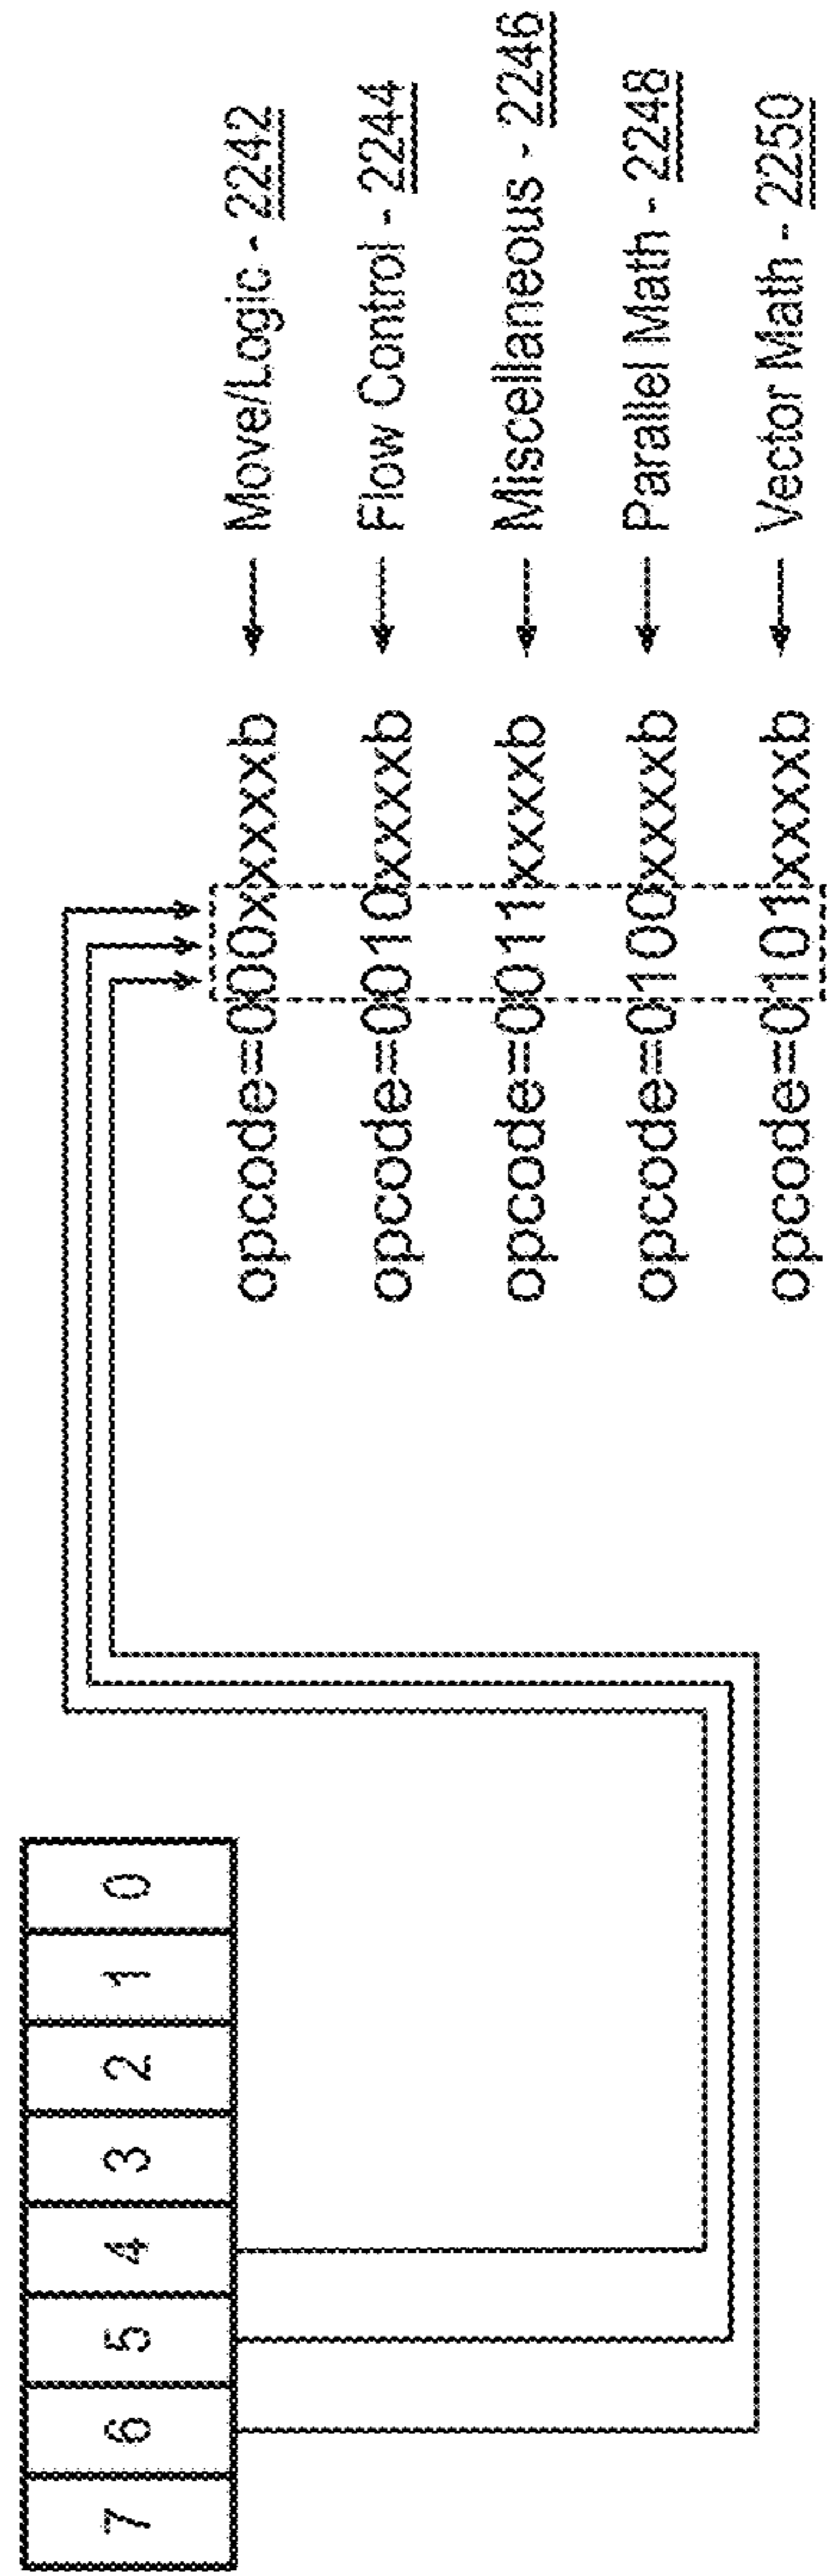 7 6 5 4 3 2 1 0
opcode=000xxxxxb ← Move/Logic - 2242
opcode=0010xxxxb ← Flow Control - 2244
opcode=0011xxxxb ← Miscellaneous - 2246
opcode=0100xxxxb ← Parallel Math - 2248
opcode=0101xxxxb ← Vector Math - 2250